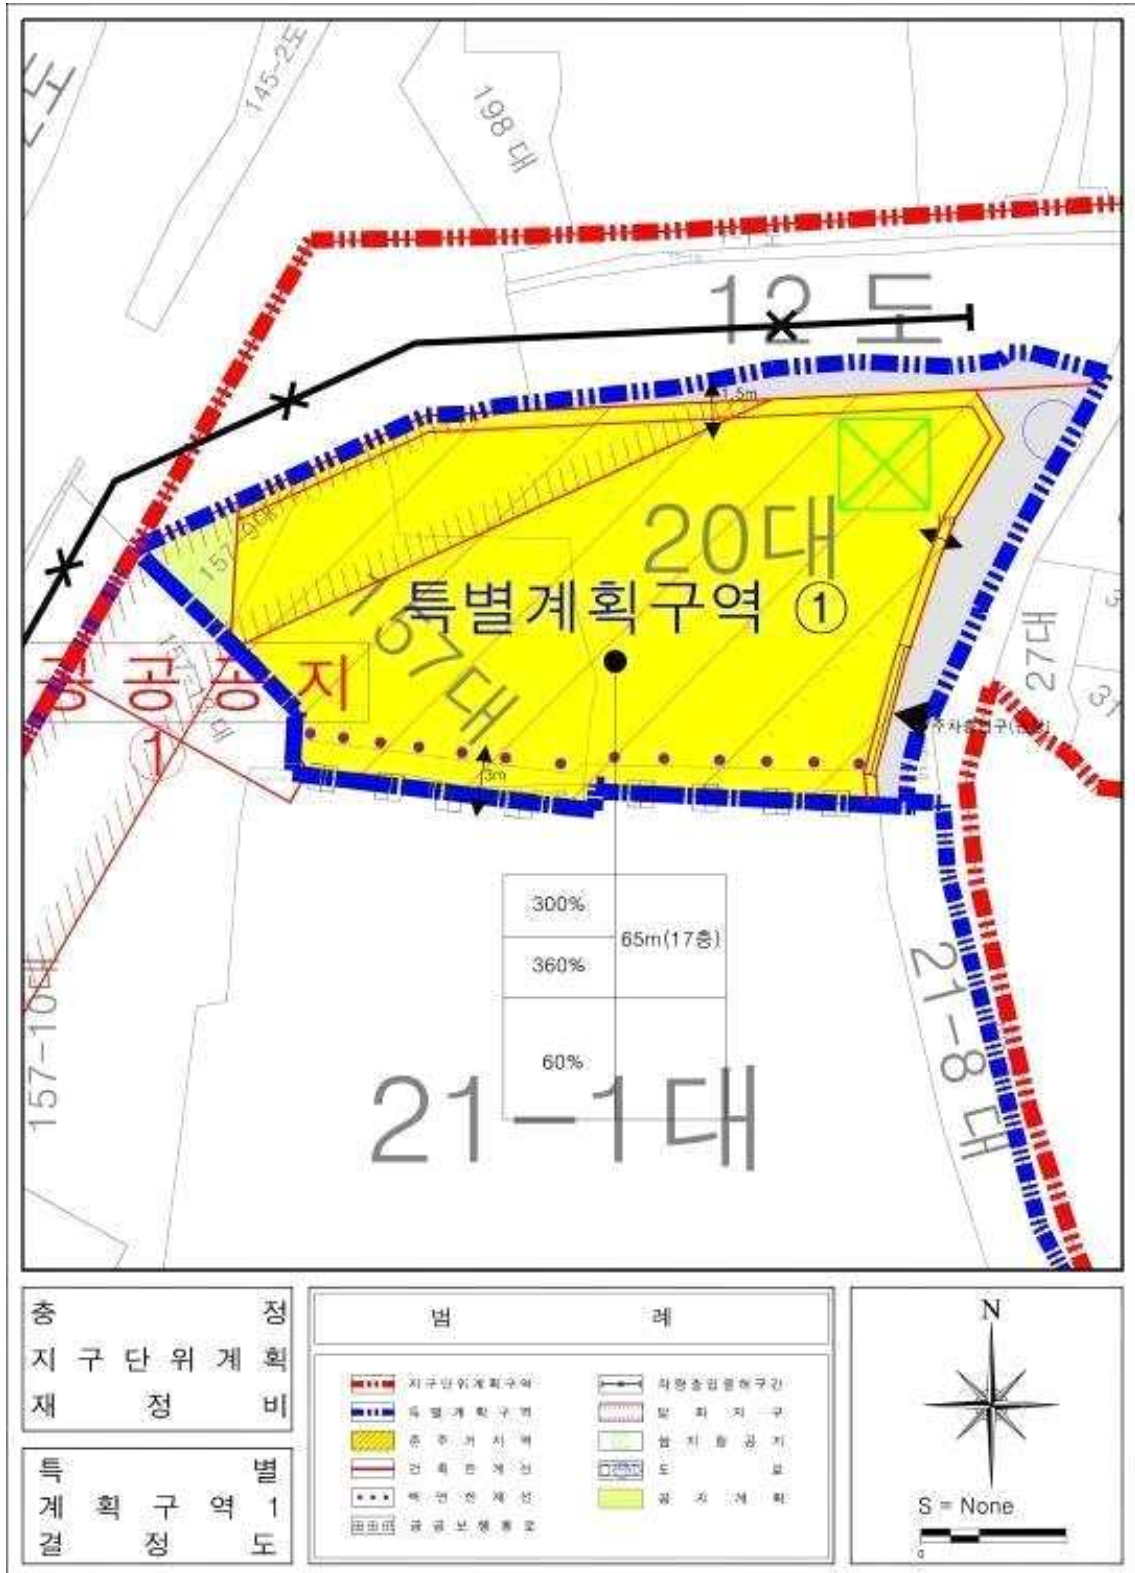 145-2도
198 대
12 도
1.5m
20대
특별계획구역 ①
157대
27대
31
공공공지
1
3m
300%
360%
65m(17층)
60%
157-10대
21-8 대
21-1대
충 정
지 구 단 위 계 획
재 정 비
특 별
계 획 구 역 1
결 정 도
범 례
지구단위계획구역
특별계획구역
준주거지역
건축한계선
벽면한계선
공공보행통로
차량출입불허구간
쌈지형공지
도 로
공지계획
N
S = None
0